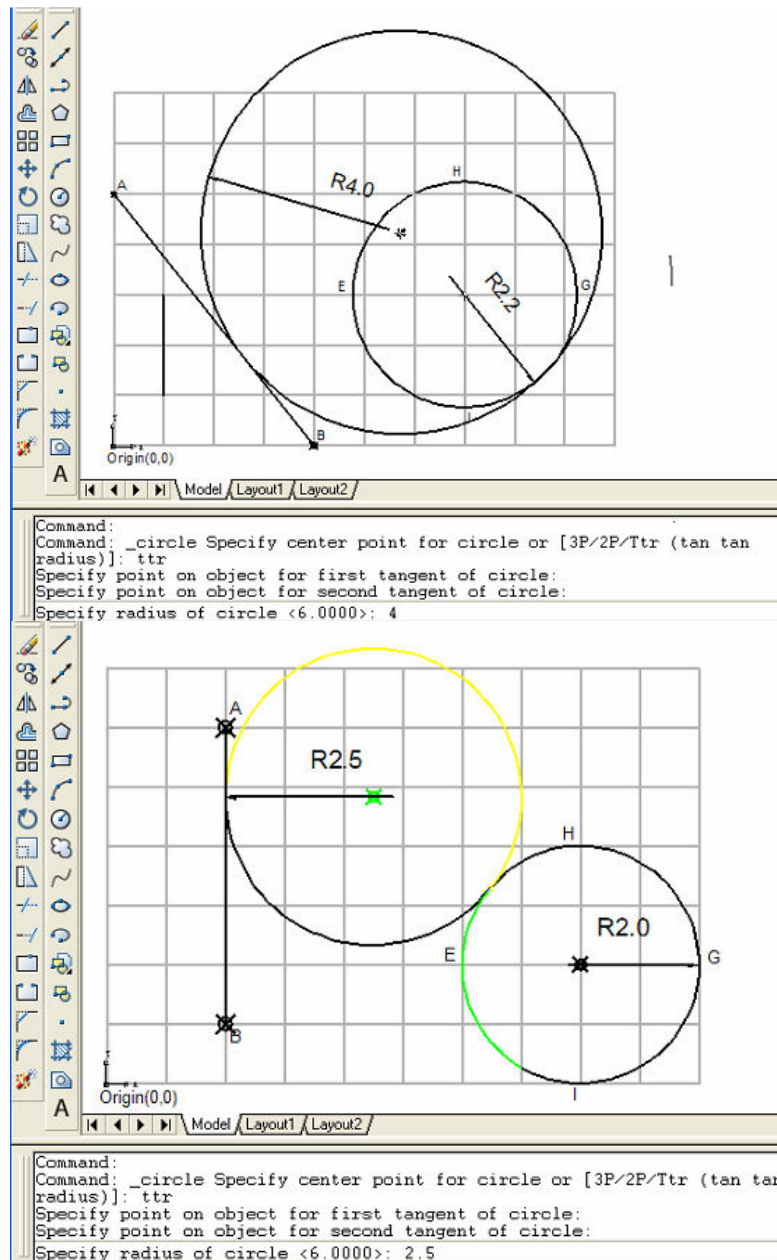 A
R4.0
H
E
G
R2.2
I
B
Origin(0,0)
Model Layout1 Layout2
Command:
Command: _circle Specify center point for circle or [3P/2P/Ttr (tan tan
radius)]: ttr
Specify point on object for first tangent of circle:
Specify point on object for second tangent of circle:
Specify radius of circle <6.0000>: 4
A
A
R2.5
H
R2.0
E
G
B
I
Origin(0,0)
A
Model Layout1 Layout2
Command:
Command: _circle Specify center point for circle or [3P/2P/Ttr (tan tan
radius)]: ttr
Specify point on object for first tangent of circle:
Specify point on object for second tangent of circle:
Specify radius of circle <6.0000>: 2.5